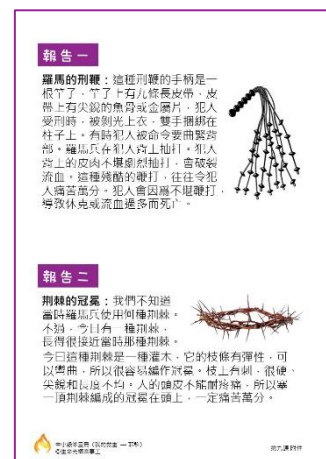 報告一
羅馬的刑鞭：這種刑鞭的手柄是一
根竿子，竿子上有九條長皮帶，皮
帶上有尖銳的魚骨或金屬片，犯人
受刑時，被剝光上衣，雙手捆綁在
柱子上。有時犯人被命令要曲緊背
部。羅馬兵在犯人背上抽打。犯人
背上的皮肉不堪劇烈抽打，會破裂
流血。這種殘酷的鞭打，往往令犯
人痛苦萬分。犯人會因為不堪鞭打，
導致休克或流血過多而死亡。
報告二
荆棘的冠冕：我們不知道
當時羅馬兵使用何種荆棘。
不過，今日有一種荆棘，
長得很接近當時那種荆棘。
今日這種荆棘是一種灌木，它的枝條有彈性，可
以彎曲，所以很容易編作冠冕。枝上有刺，很硬、
尖銳和長度不均。人的頭皮不能耐疼痛，所以塞
一頂荆棘編成的冠冕在頭上，一定痛苦萬分。